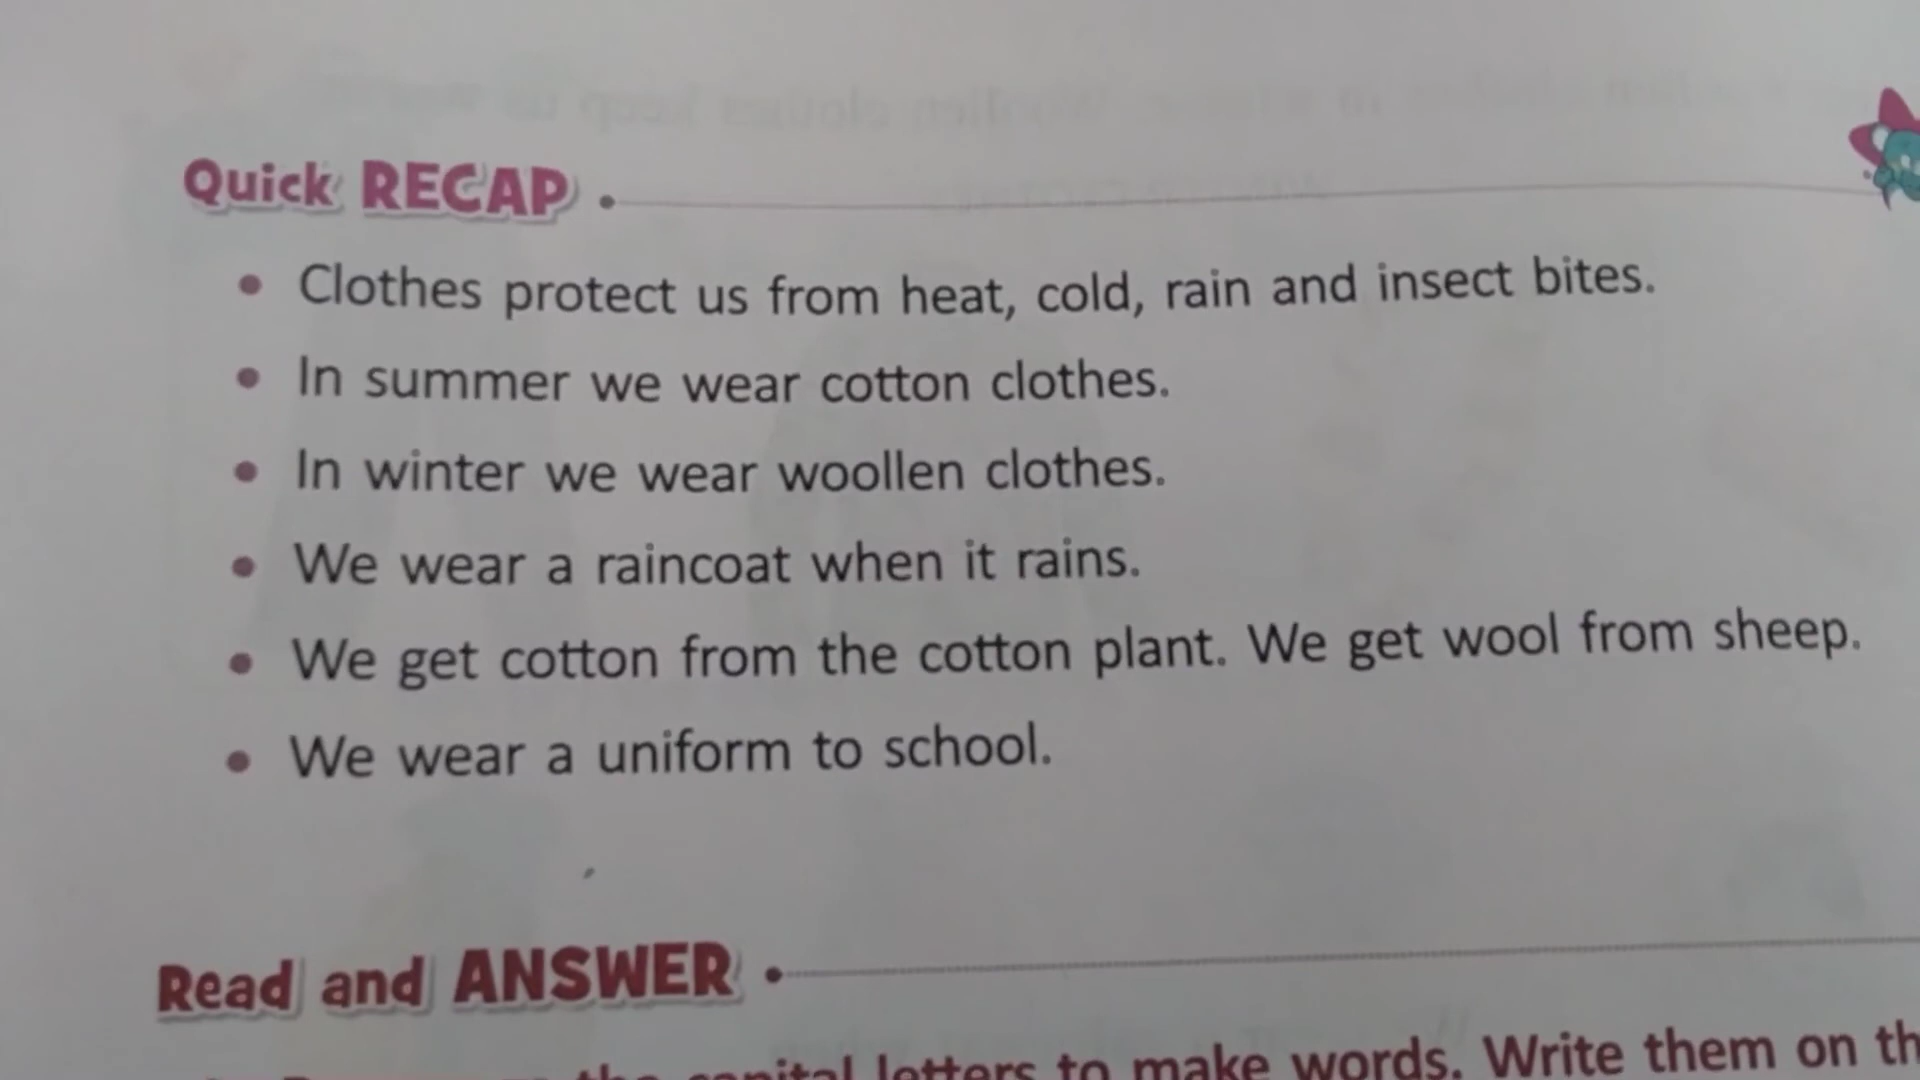 Quick RECAP
• Clothes protect us from heat, cold, rain and insect bites.
• In summer we wear cotton clothes.
• In winter we wear woollen clothes.
• We wear a raincoat when it rains.
• We get cotton from the cotton plant. We get wool from sheep.
• We wear a uniform to school.
Read and ANSWER
the capital letters to make words. Write them on th